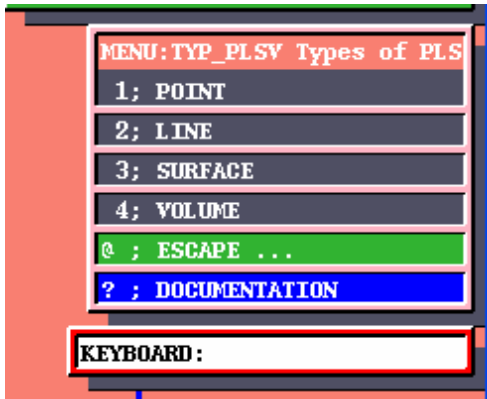 MENU:TYP_PLSV Types of PLS
1; POINT
2; LINE
3; SURFACE
4; VOLUME
@ ; ESCAPE ...
? ; DOCUMENTATION
KEYBOARD: